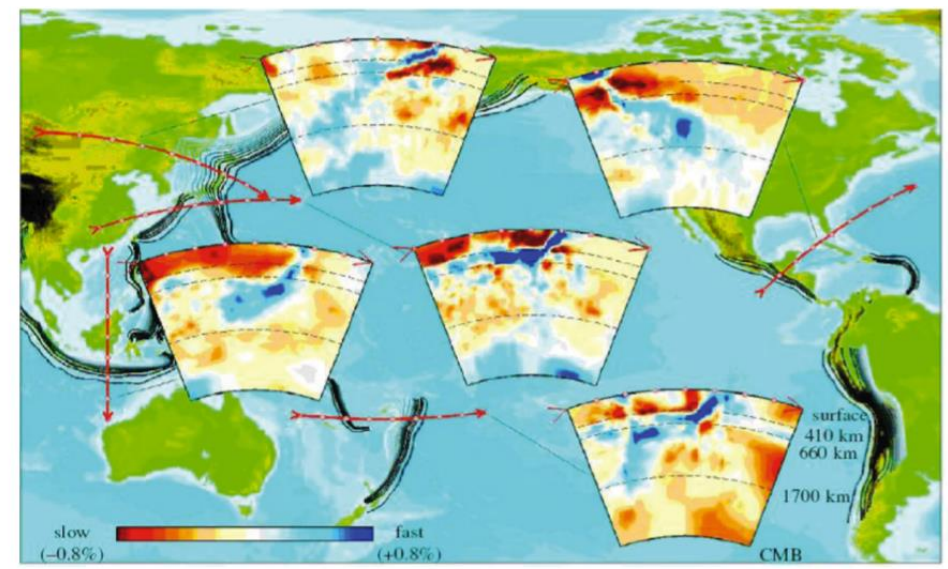 surface
410 km
660 km
1700 km
slow
fast
(−0.8%)
(+0.8%)
CMB